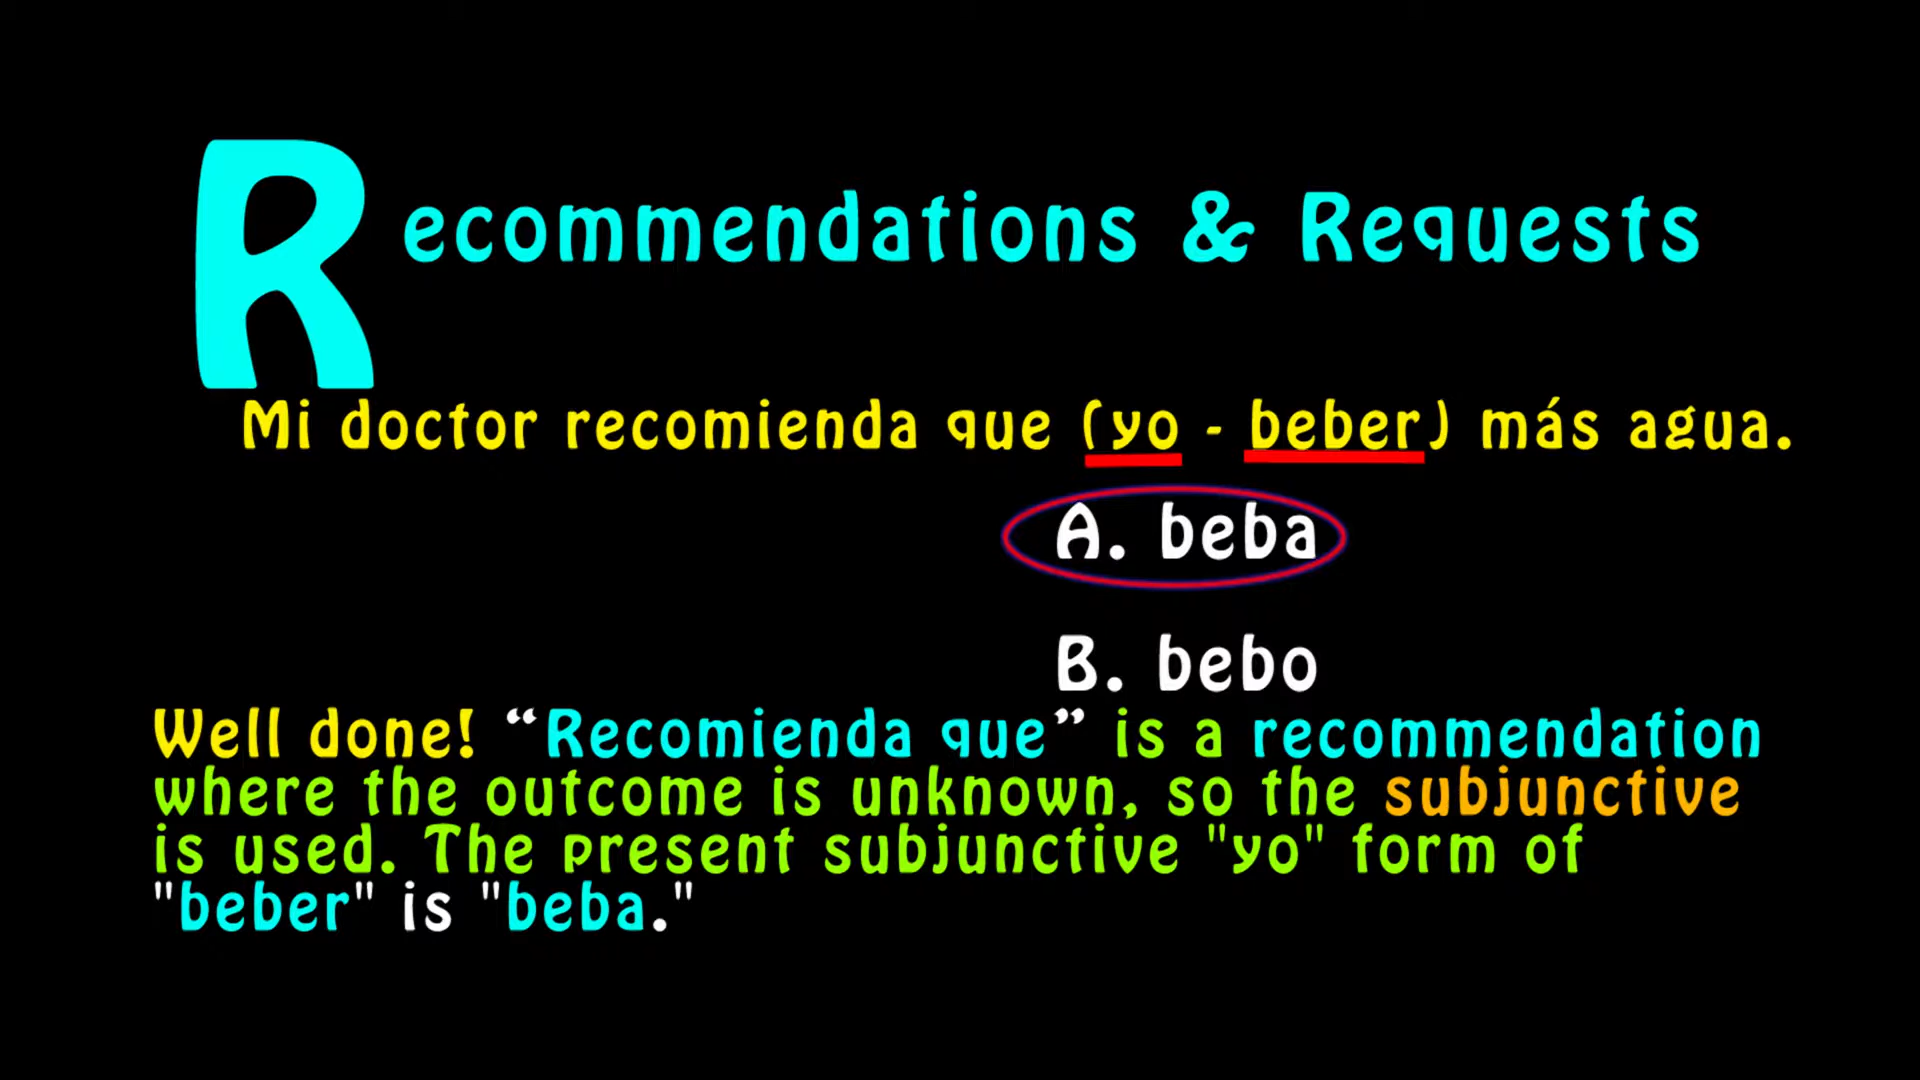 Recommendations & Requests
Mi doctor recomienda que (yo - beber) más agua.
A. beba
B. bebo
Well done! “Recomienda que” is a recommendation
where the outcome is unknown, so the subjunctive
is used. The present subjunctive "yo" form of
"beber" is "beba."